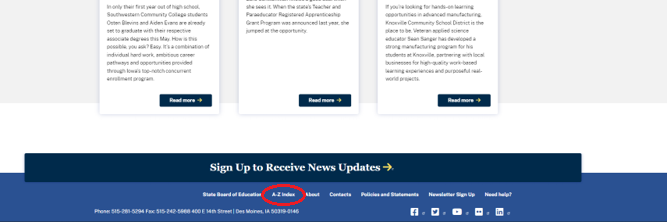 In only their first year out of high school,
Southwestern Community College students
Ozten Blevins and Aiden Evans are already
set to graduate with their respective
associate degrees this May. How is this
possible, you ask? Easy. It's a combination of
individual hard work, ambitious career
pathways and opportunities provided
through Iowa's top-notch concurrent
enrollment program.
Read more →
she sees it. When the state's Teacher and
Paraeducator Registered Apprenticeship
Grant Program was announced last year, she
jumped at the opportunity.
Read more →
If you're looking for hands-on learning
opportunities in advanced manufacturing,
Knoxville Community School District is the
place to be. Veteran applied science
educator Sean Sanger has developed a
strong manufacturing program for his
students at Knoxville, partnering with local
businesses for high-quality work-based
learning experiences and purposeful real-
world projects.
Read more →
Sign Up to Receive News Updates →
State Board of Education A-Z Index About Contacts Policies and Statements Newsletter Sign Up Need help?
Phone: 515-281-5294 Fax: 515-242-5988 400 E 14th Street | Des Moines, IA 50319-0146